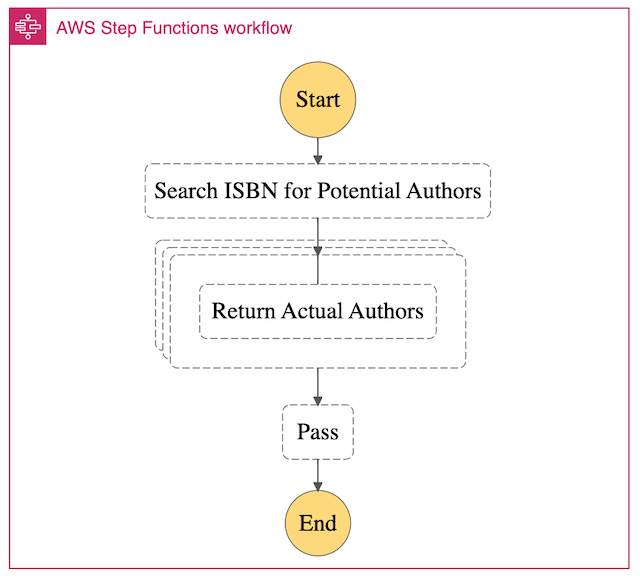 AWS Step Functions workflow
Start
Search ISBN for Potential Authors
Return Actual Authors
Pass
End